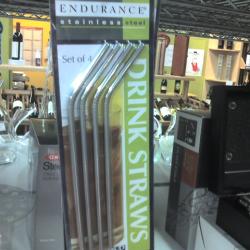 ENDURANCE®
stainless steel
Set of 4
DRINK STRAWS